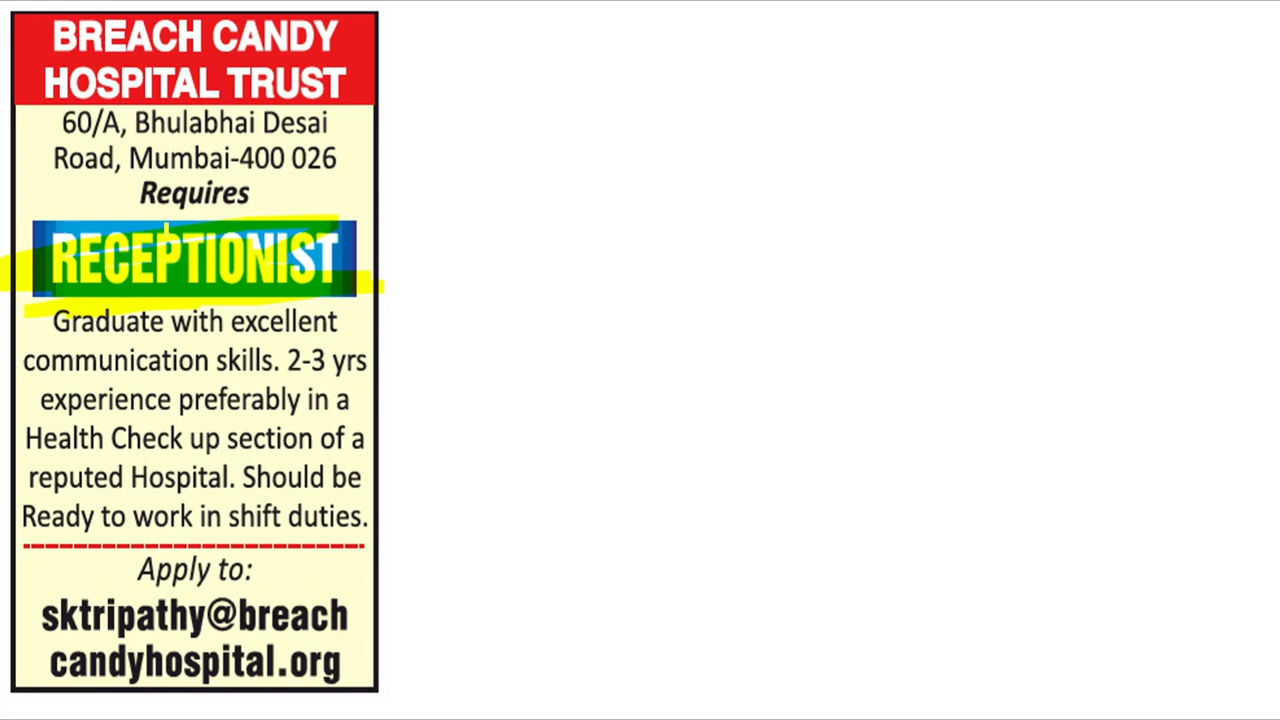 BREACH CANDY
HOSPITAL TRUST
60/A, Bhulabhai Desai
Road, Mumbai-400 026
Requires
RECEPTIONIST
Graduate with excellent
communication skills. 2-3 yrs
experience preferably in a
Health Check up section of a
reputed Hospital. Should be
Ready to work in shift duties.
Apply to:
sktripathy@breach
candyhospital.org